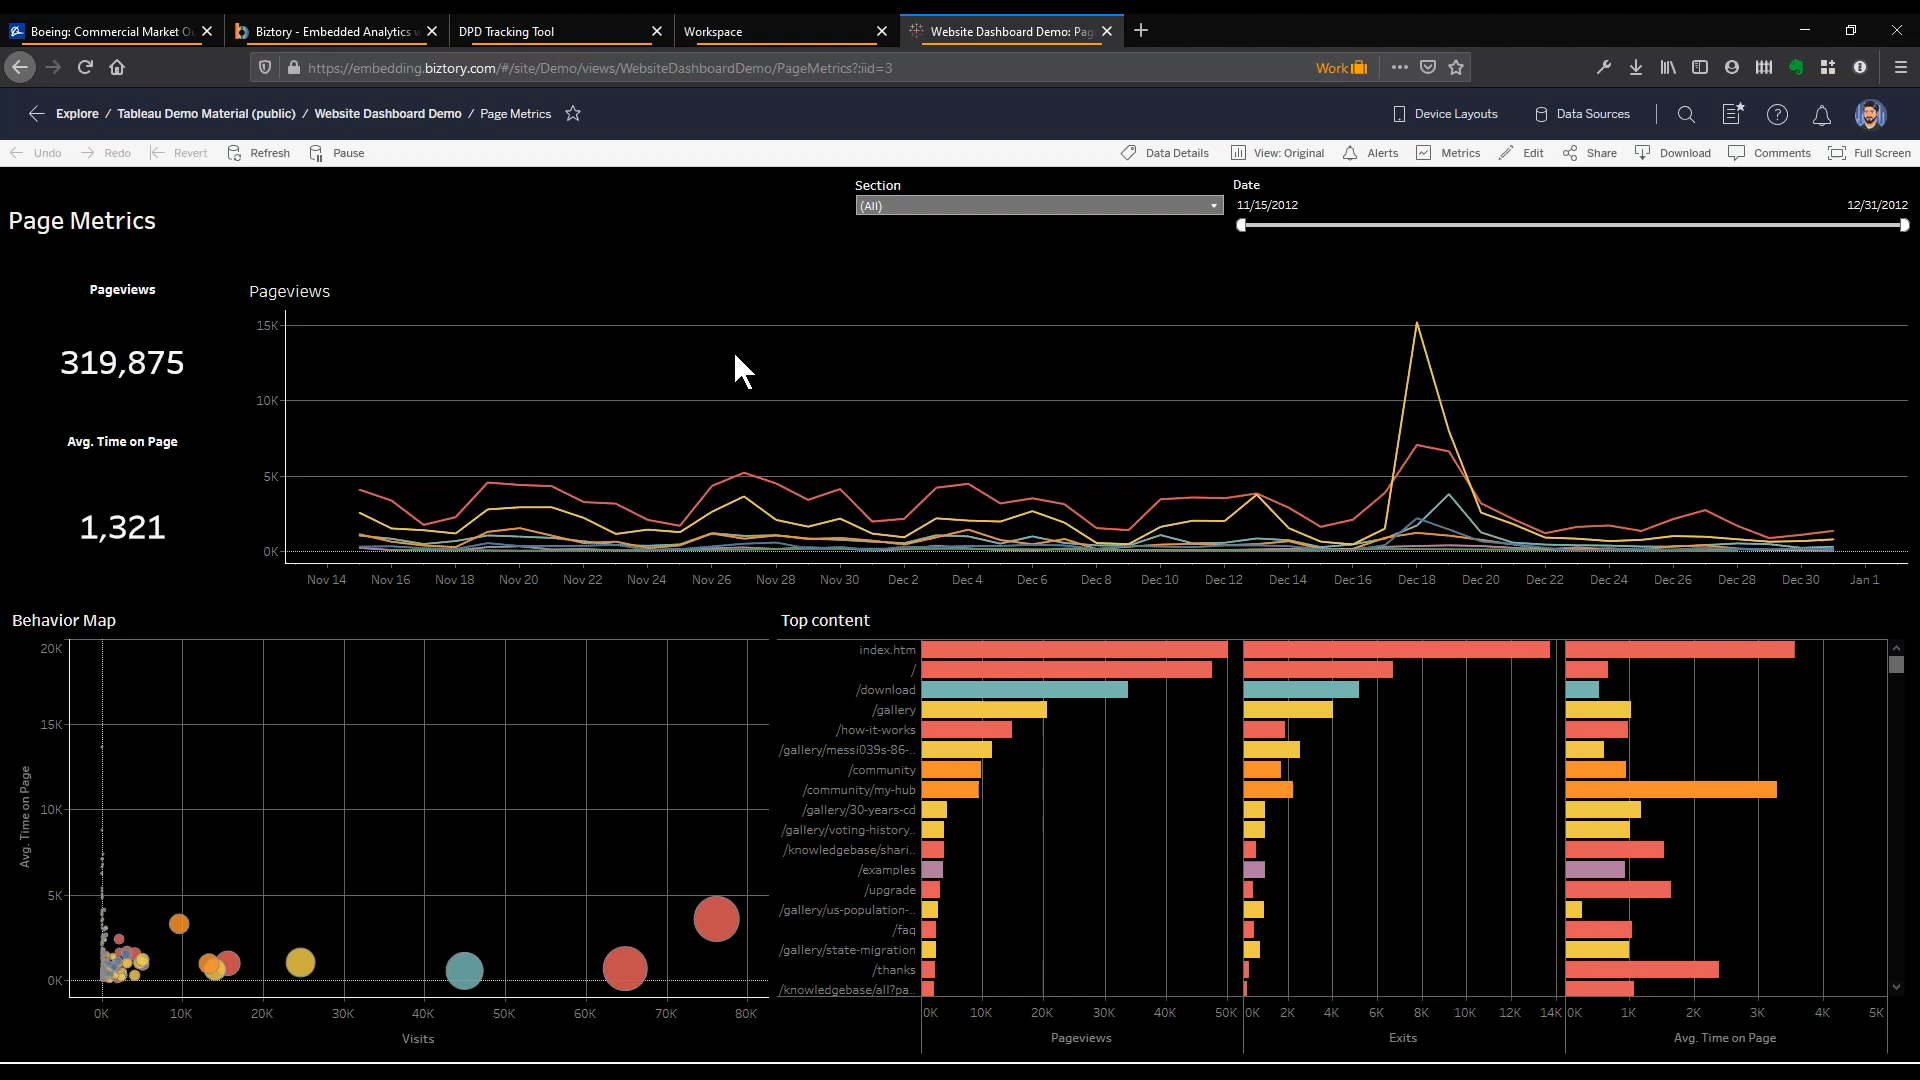 Boeing: Commercial Market O
Biztory - Embedded Analytics
DPD Tracking Tool
Workspace
Website Dashboard Demo: Pag
https://embedding.biztory.com/#/site/Demo/views/WebsiteDashboardDemo/PageMetrics?:iid=3
Work
Explore / Tableau Demo Material (public) / Website Dashboard Demo / Page Metrics
Device Layouts
Data Sources
Undo
Redo
Revert
Refresh
Pause
Data Details
View: Original
Alerts
Metrics
Edit
Share
Download
Comments
Full Screen
Page Metrics
Section
(All)
Date
11/15/2012
12/31/2012
Pageviews
319,875
Avg. Time on Page
1,321
Pageviews
15K
10K
5K
0K
Nov 14 Nov 16 Nov 18 Nov 20 Nov 22 Nov 24 Nov 26 Nov 28 Nov 30 Dec 2 Dec 4 Dec 6 Dec 8 Dec 10 Dec 12 Dec 14 Dec 16 Dec 18 Dec 20 Dec 22 Dec 24 Dec 26 Dec 28 Dec 30 Jan 1
Behavior Map
20K
15K
10K
5K
0K
Avg. Time on Page
0K 10K 20K 30K 40K 50K 60K 70K 80K
Visits
Top content
index.htm
/
/download
/gallery
/how-it-works
/gallery/messi039s-86-..
/community
/community/my-hub
/gallery/30-years-cd
/gallery/voting-history..
/knowledgebase/shari..
/examples
/upgrade
/gallery/us-population-..
/faq
/gallery/state-migration
/thanks
/knowledgebase/all?pa..
0K 10K 20K 30K 40K 50K
Pageviews
0K 2K 4K 6K 8K 10K 12K 14K
Exits
0K 1K 2K 3K 4K 5K
Avg. Time on Page